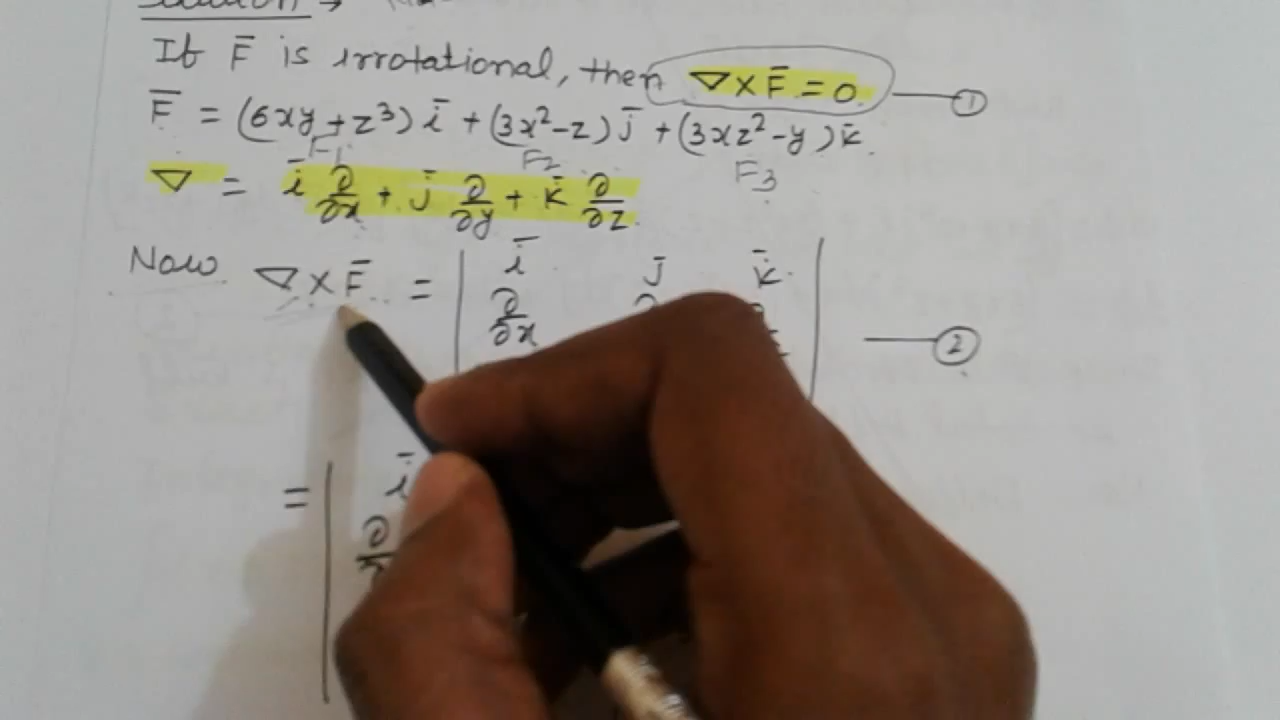 If F̄ is irrotational, then ∇×F̄ = 0. ①
F̄ = (6xy+z³)ī + (3x²-z)j̄ + (3xz²-y)k̄.
F1 F2 F3
∇ = ī ∂/∂x + j̄ ∂/∂y + k̄ ∂/∂z
Now ∇×F̄ = | ī j̄ k̄ | ②
∂/∂x
= | ī